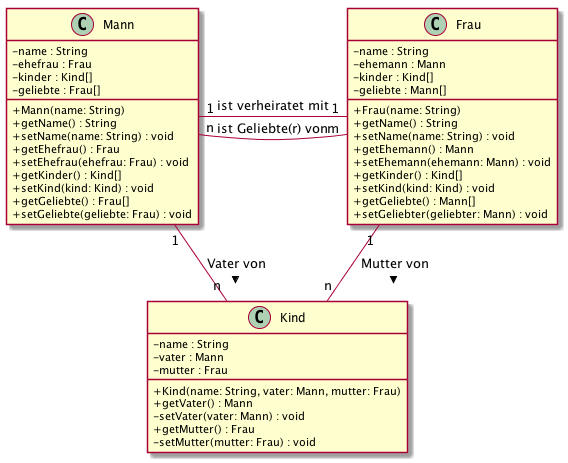 C Mann
-name : String
-ehefrau : Frau
-kinder : Kind[]
-geliebte : Frau[]
+Mann(name: String)
+getName() : String
+setName(name: String) : void
+getEhefrau() : Frau
+setEhefrau(ehefrau: Frau) : void
+getKinder() : Kind[]
+setKind(kind: Kind) : void
+getGeliebte() : Frau[]
+setGeliebte(geliebte: Frau) : void
1 ist verheiratet mit 1
n ist Geliebte(r) von m
C Frau
-name : String
-ehemann : Mann
-kinder : Kind[]
-geliebte : Mann[]
+Frau(name: String)
+getName() : String
+setName(name: String) : void
+getEhemann() : Mann
+setEhemann(ehemann: Mann) : void
+getKinder() : Kind[]
+setKind(kind: Kind) : void
+getGeliebte() : Mann[]
+setGeliebter(geliebter: Mann) : void
1
Vater von
n
1
Mutter von
n
C Kind
-name : String
-vater : Mann
-mutter : Frau
+Kind(name: String, vater: Mann, mutter: Frau)
+getVater() : Mann
-setVater(vater: Mann) : void
+getMutter() : Frau
-setMutter(mutter: Frau) : void